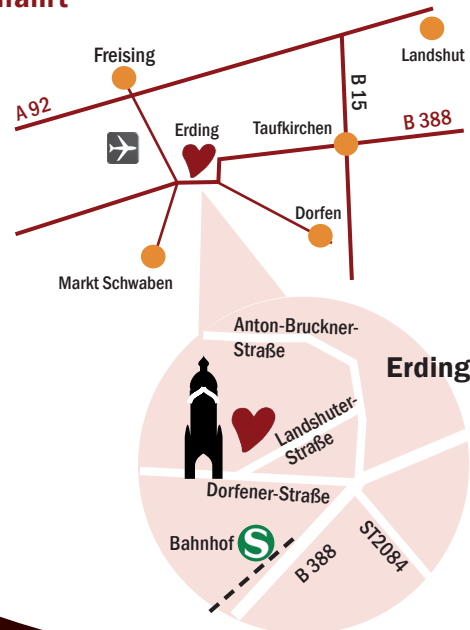 Freising
Landshut
A 92
B 15
Erding
Taufkirchen
B 388
Dorfen
Markt Schwaben
Anton-Bruckner-
Straße
Erding
Landshuter-
Straße
Dorfener-Straße
Bahnhof
S
B 388
ST2084